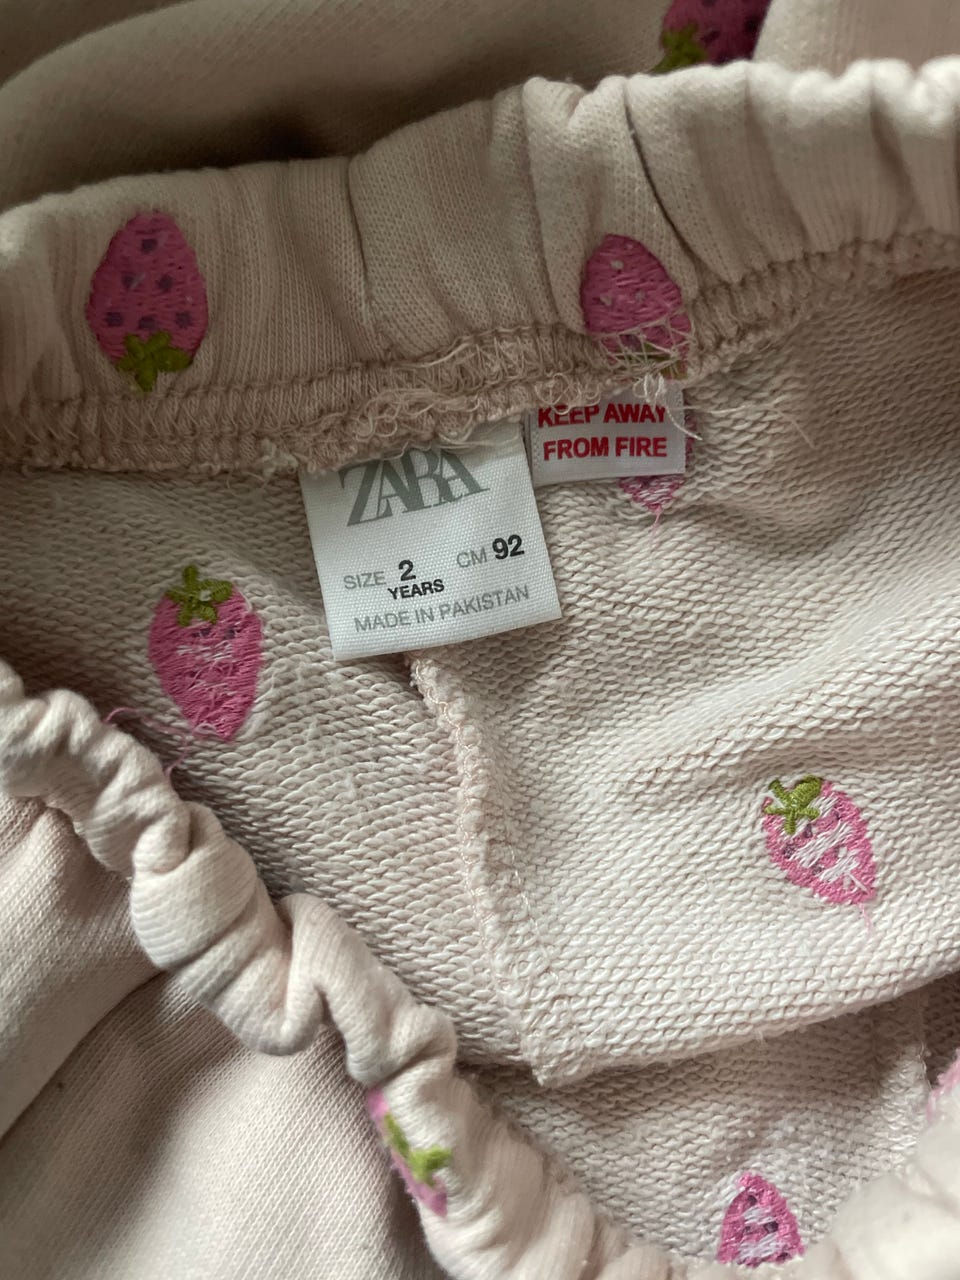 KEEP AWAY
FROM FIRE
ZARA
SIZE 2 YEARS CM 92
MADE IN PAKISTAN